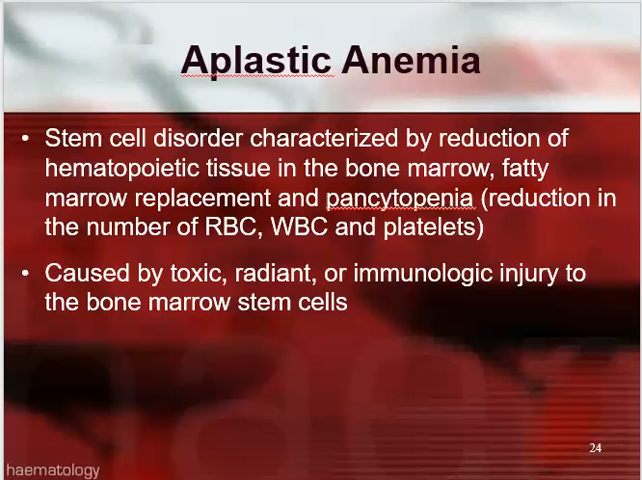 Aplastic Anemia
• Stem cell disorder characterized by reduction of
hematopoietic tissue in the bone marrow, fatty
marrow replacement and pancytopenia (reduction in
the number of RBC, WBC and platelets)
• Caused by toxic, radiant, or immunologic injury to
the bone marrow stem cells
24
haematology